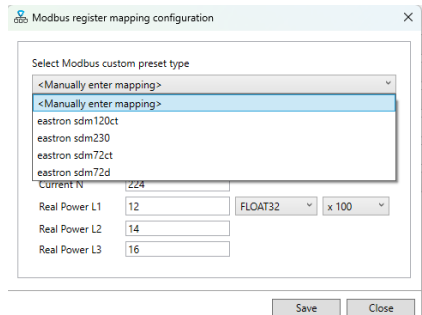 Modbus register mapping configuration
Select Modbus custom preset type
<Manually enter mapping>
<Manually enter mapping>
eastron sdm120ct
eastron sdm230
eastron sdm72ct
eastron sdm72d
Current N 224
Real Power L1 12 FLOAT32 x 100
Real Power L2 14
Real Power L3 16
Save Close